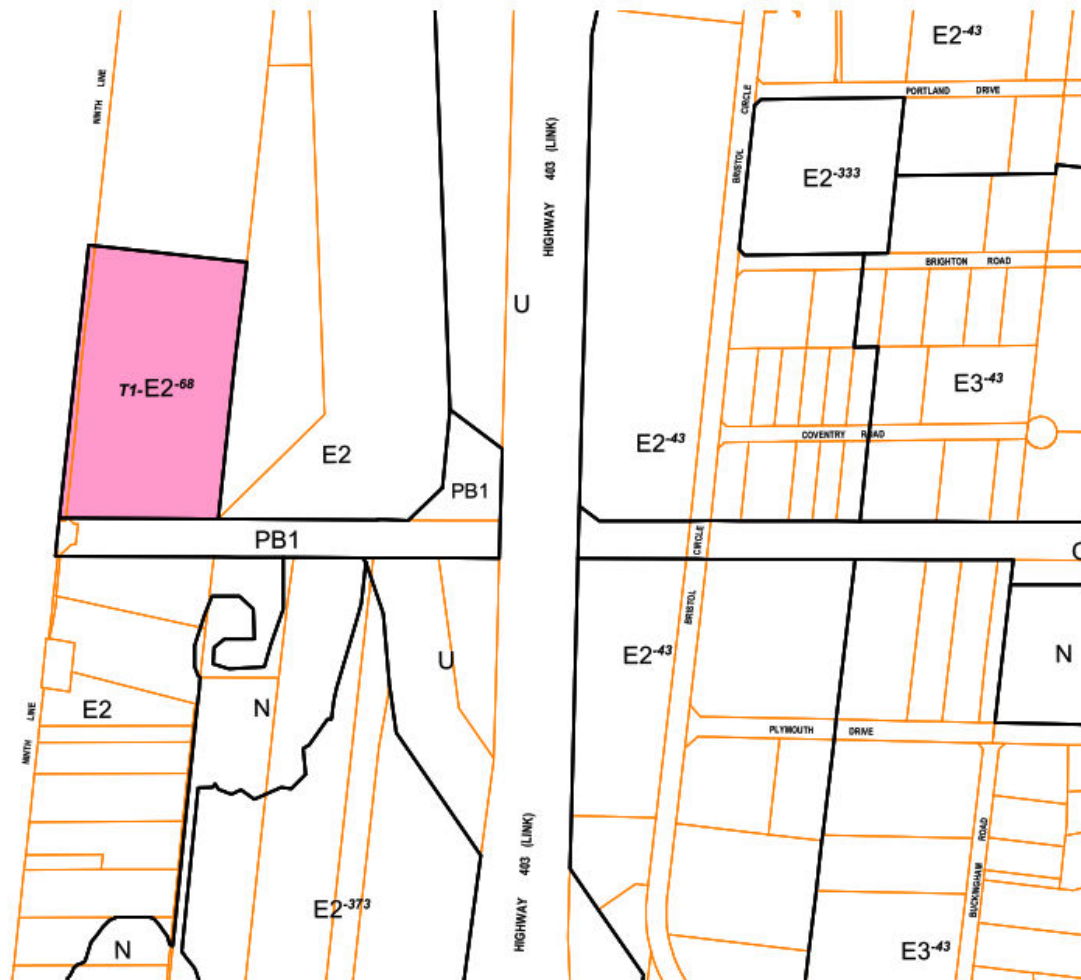 E2-43
NINTH LINE
PORTLAND DRIVE
CIRCLE
HIGHWAY 403 (LINK)
BRISTOL
E2-333
BRIGHTON ROAD
U
T1-E2-68
E3-43
COVENTRY ROAD
E2-43
E2
PB1
PB1
CIRCLE
BRISTOL
E2-43
N
U
E2
N
NINTH LINE
PLYMOUTH DRIVE
HIGHWAY 403 (LINK)
BUCKINGHAM ROAD
E2-373
N
E3-43